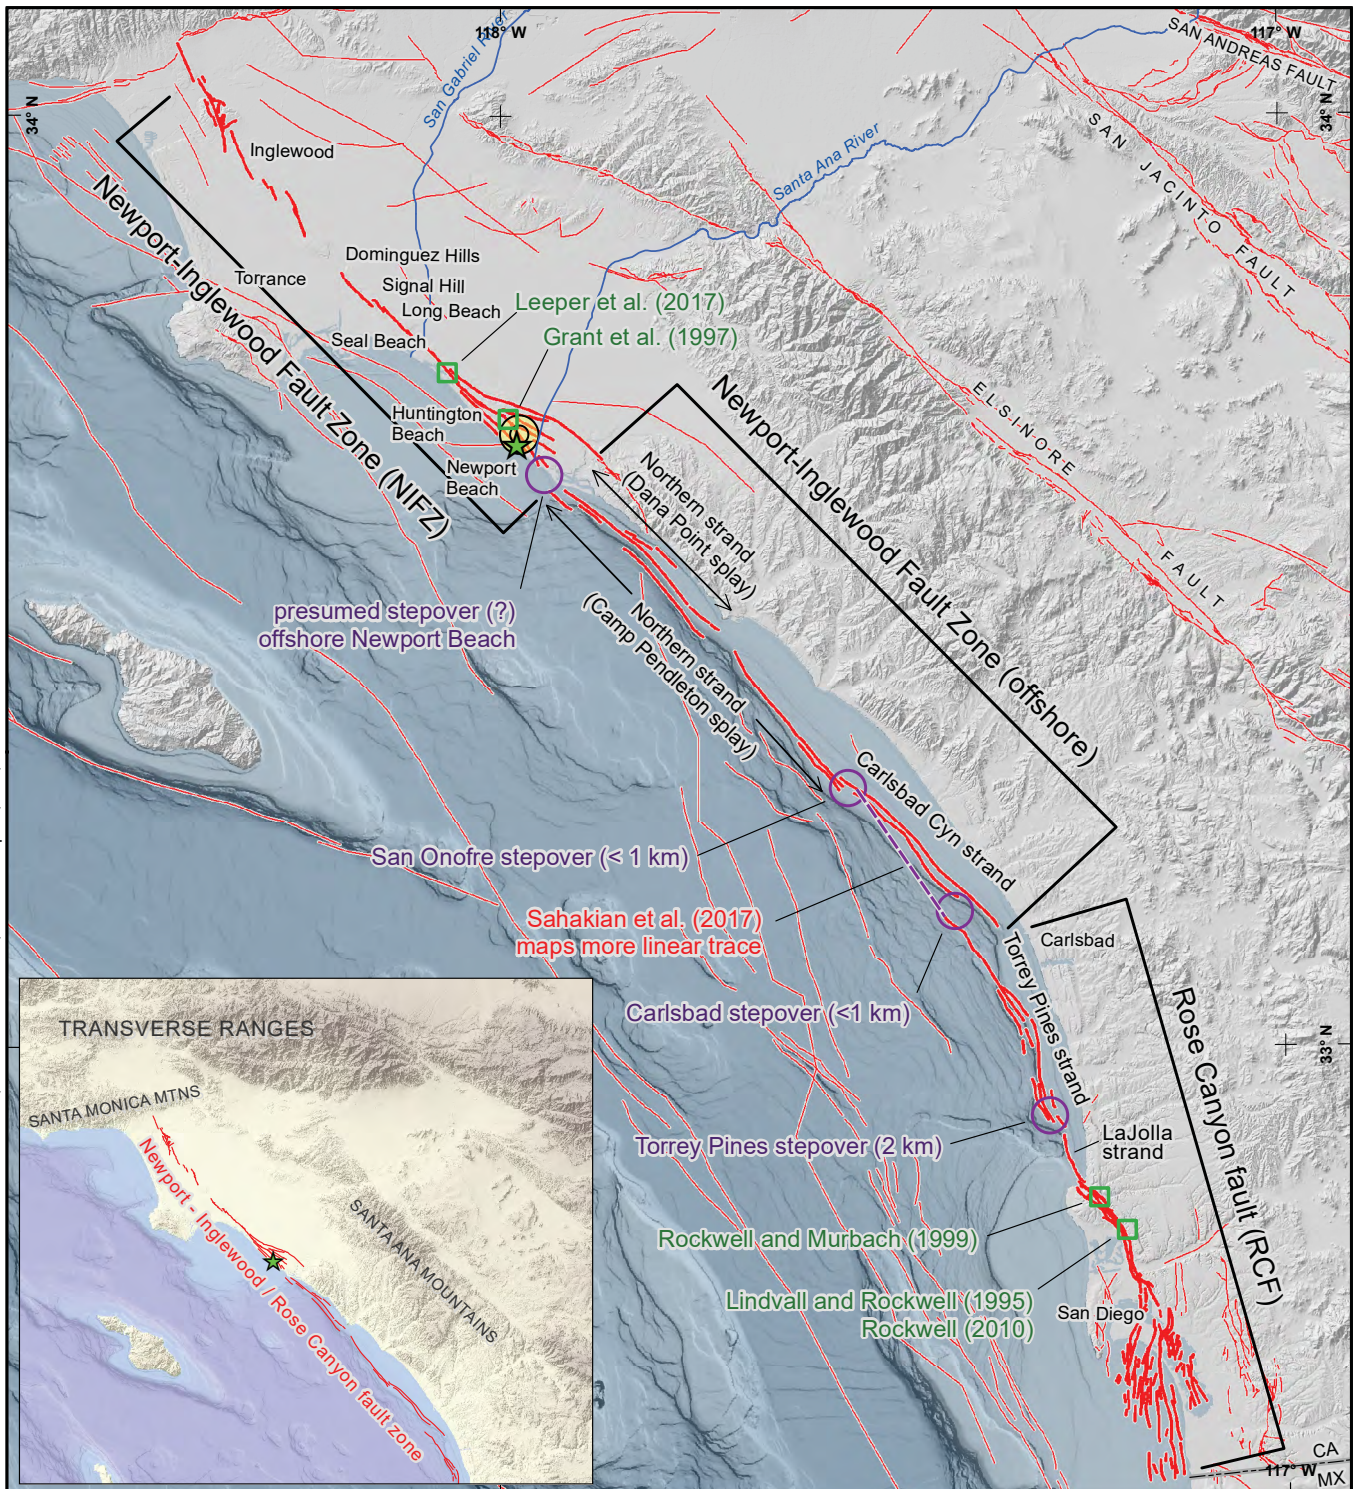 118° W
117° W
SAN ANDREAS FAULT
34° N
34° N
San Gabriel River
Santa Ana River
SAN JACINTO FAULT
Inglewood
Newport-Inglewood Fault Zone (NIFZ)
Dominguez Hills
Torrance
Signal Hill
Long Beach
Leeper et al. (2017)
Seal Beach
Grant et al. (1997)
ELSINORE FAULT
Newport-Inglewood Fault Zone (offshore)
Huntington
Beach
Newport
Beach
Northern strand
(Dana Point splay)
presumed stepover (?)
offshore Newport Beach
Northern strand
(Camp Pendleton splay)
Carlsbad Cyn strand
San Onofre stepover (< 1 km)
Sahakian et al. (2017)
maps more linear trace
Carlsbad
Torrey Pines strand
Rose Canyon fault (RCF)
Carlsbad stepover (<1 km)
33° N
Torrey Pines stepover (2 km)
LaJolla
strand
Rockwell and Murbach (1999)
Lindvall and Rockwell (1995)
Rockwell (2010)
San Diego
CA
MX
117° W
TRANSVERSE RANGES
SANTA MONICA MTNS
Newport - Inglewood / Rose Canyon fault zone
SANTA ANA MOUNTAINS